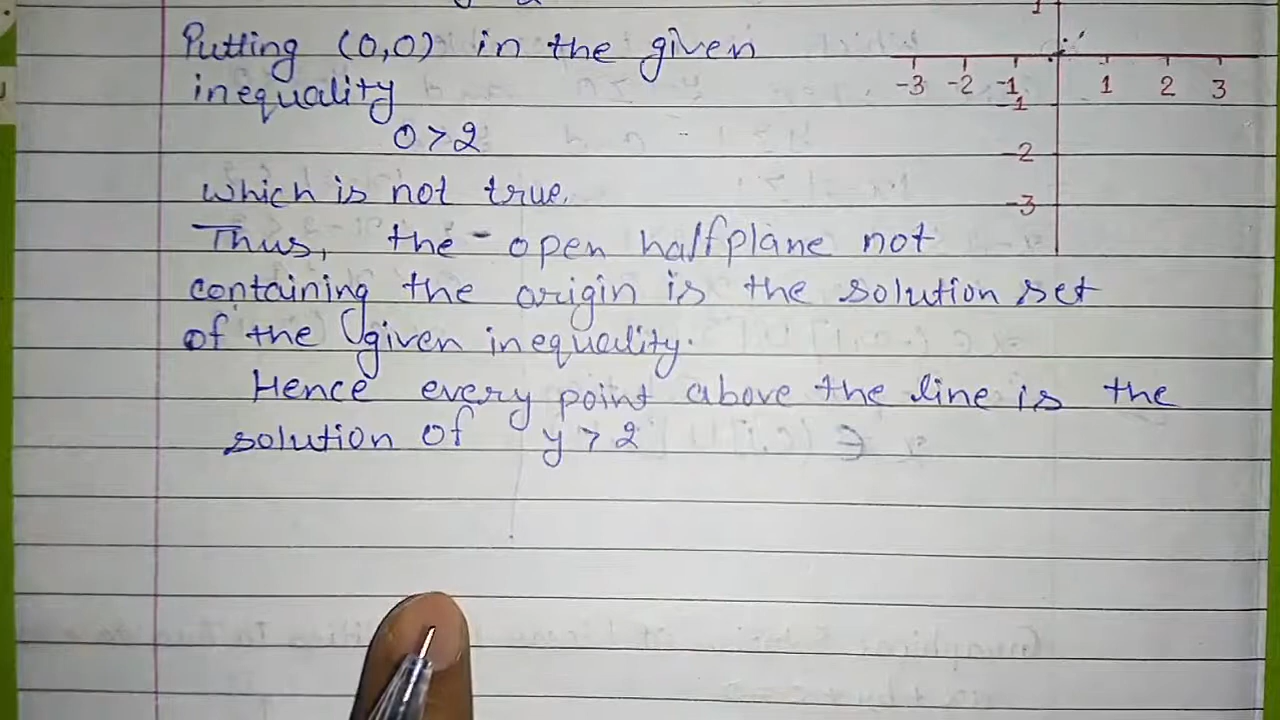 Putting (0,0) in the given
inequality
0 > 2
which is not true.
Thus, the open halfplane not
containing the origin is the solution set
of the given inequality.
Hence every point above the line is the
solution of y > 2
1
-3 -2 -1 1 2 3
-1
-2
-3